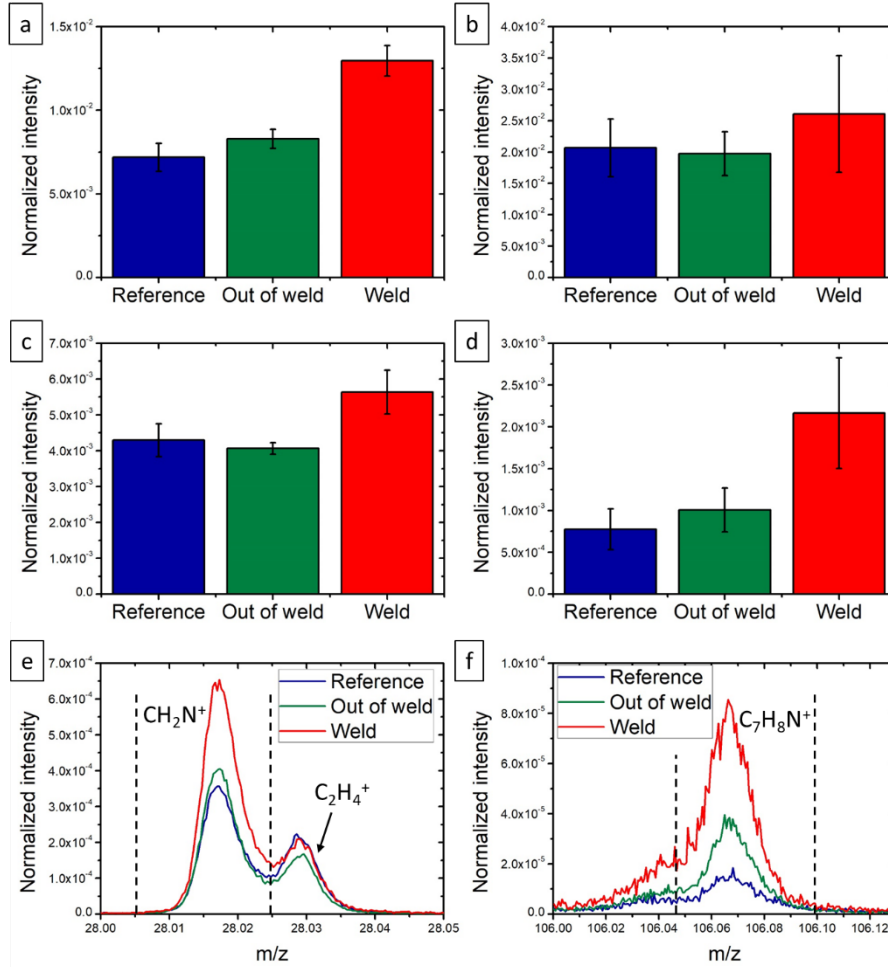 a
Normalized intensity
1.5x10⁻²
1.0x10⁻²
5.0x10⁻³
0.0
Reference Out of weld Weld
b
Normalized intensity
4.0x10⁻²
3.5x10⁻²
3.0x10⁻²
2.5x10⁻²
2.0x10⁻²
1.5x10⁻²
1.0x10⁻²
5.0x10⁻³
0.0
Reference Out of weld Weld
c
Normalized intensity
7.0x10⁻³
6.0x10⁻³
5.0x10⁻³
4.0x10⁻³
3.0x10⁻³
2.0x10⁻³
1.0x10⁻³
0.0
Reference Out of weld Weld
d
Normalized intensity
3.0x10⁻³
2.5x10⁻³
2.0x10⁻³
1.5x10⁻³
1.0x10⁻³
5.0x10⁻⁴
0.0
Reference Out of weld Weld
e
Normalized intensity
7.0x10⁻⁴
6.0x10⁻⁴
5.0x10⁻⁴
4.0x10⁻⁴
3.0x10⁻⁴
2.0x10⁻⁴
1.0x10⁻⁴
0.0
CH₂N⁺
Reference
Out of weld
Weld
C₂H₄⁺
28.00 28.01 28.02 28.03 28.04 28.05
m/z
f
Normalized intensity
1.0x10⁻⁴
8.0x10⁻⁵
6.0x10⁻⁵
4.0x10⁻⁵
2.0x10⁻⁵
0.0
Reference
Out of weld
Weld
C₇H₈N⁺
106.00 106.02 106.04 106.06 106.08 106.10 106.12
m/z